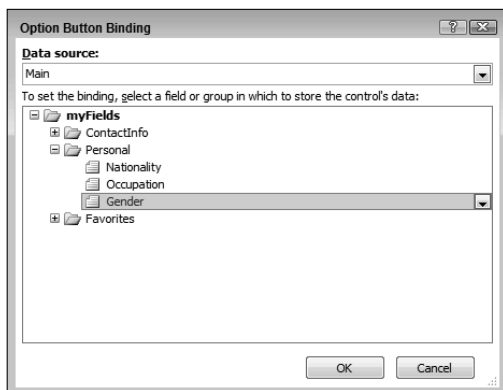 Option Button Binding
Data source:
Main
To set the binding, select a field or group in which to store the control's data:
myFields
ContactInfo
Personal
Nationality
Occupation
Gender
Favorites
OK
Cancel